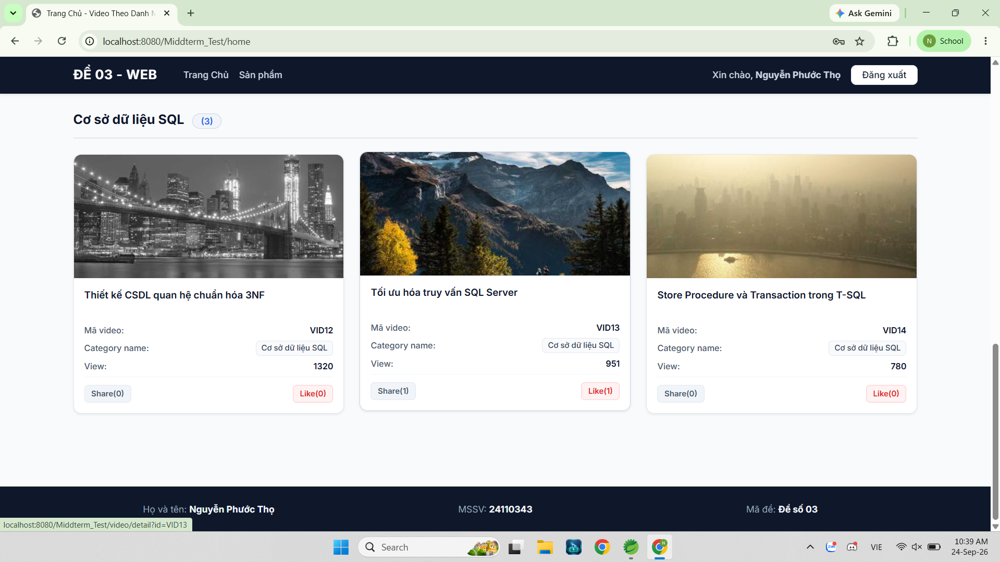 Trang Chủ - Video Theo Danh M
Ask Gemini
localhost:8080/Middterm_Test/home
N School
ĐỀ 03 - WEB
Trang Chủ
Sản phẩm
Xin chào, Nguyễn Phước Thọ
Đăng xuất
Cơ sở dữ liệu SQL (3)
Thiết kế CSDL quan hệ chuẩn hóa 3NF
Mã video: VID12
Category name: Cơ sở dữ liệu SQL
View: 1320
Share(0) Like(0)
Tối ưu hóa truy vấn SQL Server
Mã video: VID13
Category name: Cơ sở dữ liệu SQL
View: 951
Share(1) Like(1)
Store Procedure và Transaction trong T-SQL
Mã video: VID14
Category name: Cơ sở dữ liệu SQL
View: 780
Share(0) Like(0)
Họ và tên: Nguyễn Phước Thọ
MSSV: 24110343
Mã đề: Đề số 03
localhost:8080/Middterm_Test/video/detail?id=VID13
Search
Zalo
VIE
10:39 AM
24-Sep-26